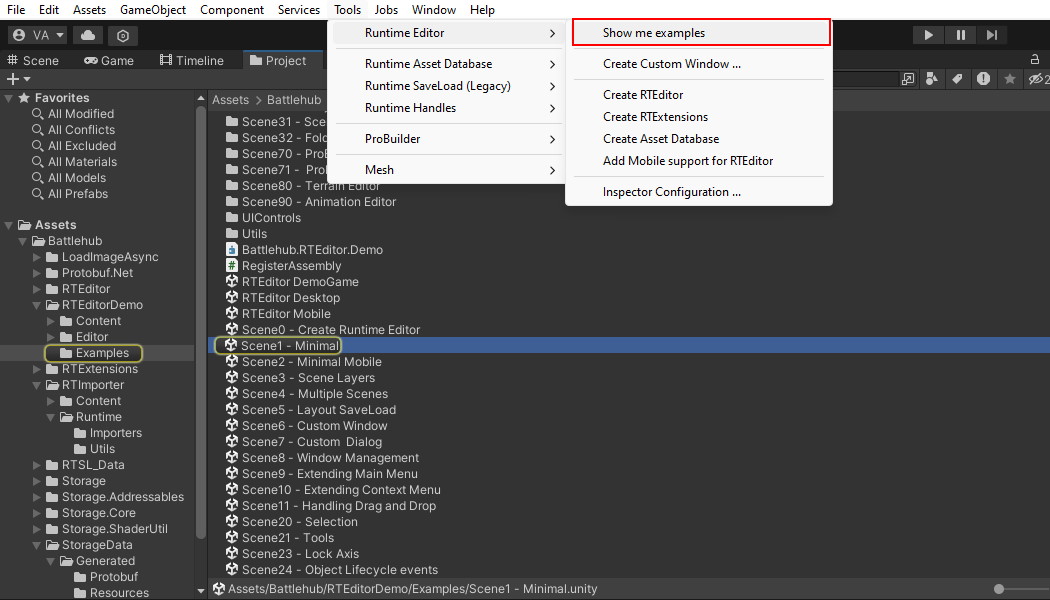 File Edit Assets GameObject Component Services Tools Jobs Window Help
VA
Scene Game Timeline Project
Runtime Editor
Runtime Asset Database
Runtime SaveLoad (Legacy)
Runtime Handles
ProBuilder
Mesh
Show me examples
Create Custom Window ...
Create RTEditor
Create RTExtensions
Create Asset Database
Add Mobile support for RTEditor
Inspector Configuration ...
2
Favorites
All Modified
All Conflicts
All Excluded
All Materials
All Models
All Prefabs
Assets
Battlehub
LoadImageAsync
Protobuf.Net
RTEditor
RTEditorDemo
Content
Editor
Examples
RTExtensions
RTImporter
Content
Runtime
Importers
Utils
RTSL_Data
Storage
Storage.Addressables
Storage.Core
Storage.ShaderUtil
StorageData
Generated
Protobuf
Resources
Assets > Battlehub
Scene31 - Sce
Scene32 - Fold
Scene70 - ProB
Scene71 - ProB
Scene80 - Terrain Editor
Scene90 - Animation Editor
UIControls
Utils
Battlehub.RTEditor.Demo
RegisterAssembly
RTEditor DemoGame
RTEditor Desktop
RTEditor Mobile
Scene0 - Create Runtime Editor
Scene1 - Minimal
Scene2 - Minimal Mobile
Scene3 - Scene Layers
Scene4 - Multiple Scenes
Scene5 - Layout SaveLoad
Scene6 - Custom Window
Scene7 - Custom  Dialog
Scene8 - Window Management
Scene9 - Extending Main Menu
Scene10 - Extending Context Menu
Scene11 - Handling Drag and Drop
Scene20 - Selection
Scene21 - Tools
Scene23 - Lock Axis
Scene24 - Object Lifecycle events
Assets/Battlehub/RTEditorDemo/Examples/Scene1 - Minimal.unity